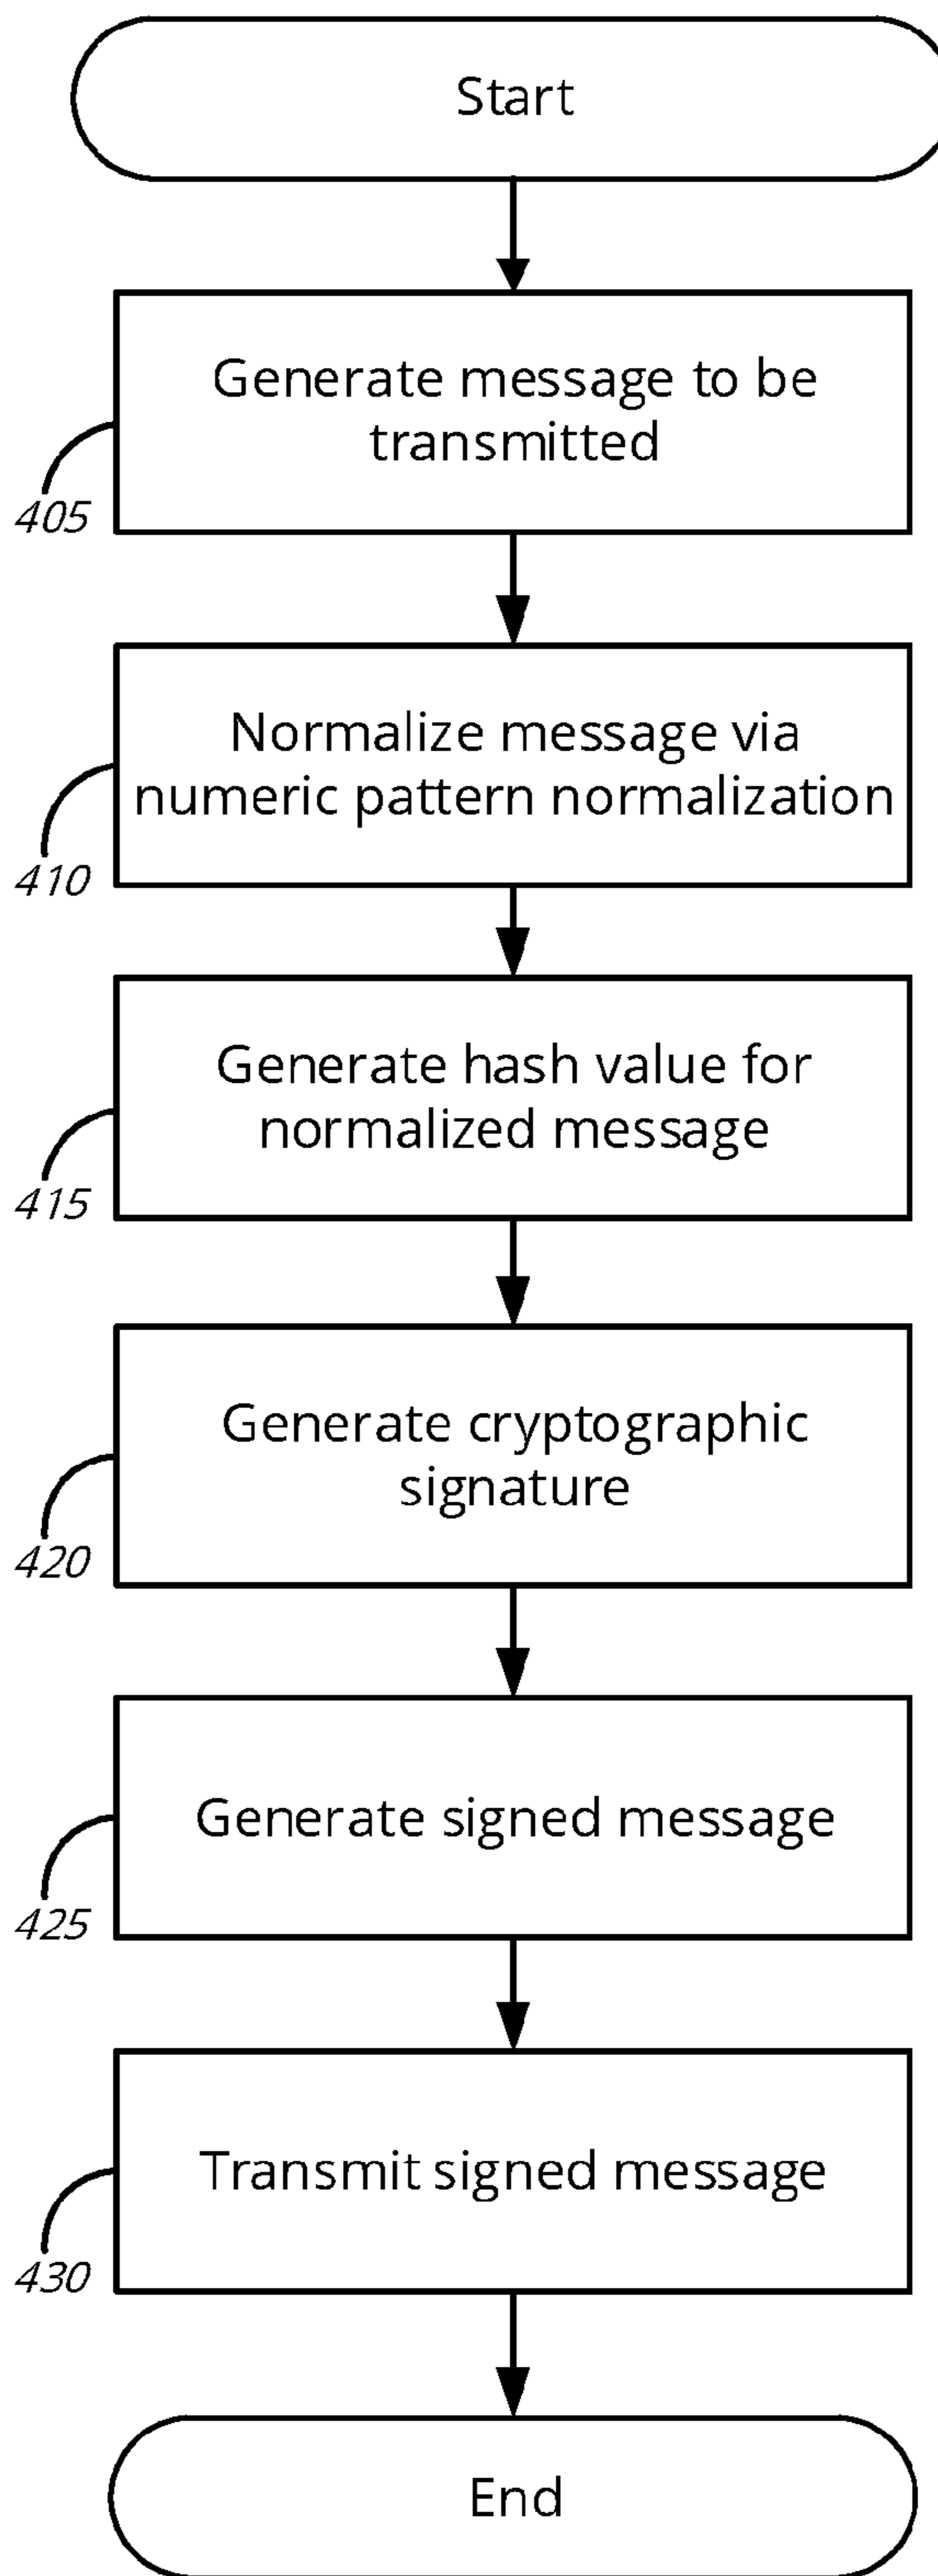 Start
Generate message to be
transmitted
405
Normalize message via
numeric pattern normalization
410
Generate hash value for
normalized message
415
Generate cryptographic
signature
420
Generate signed message
425
Transmit signed message
430
End